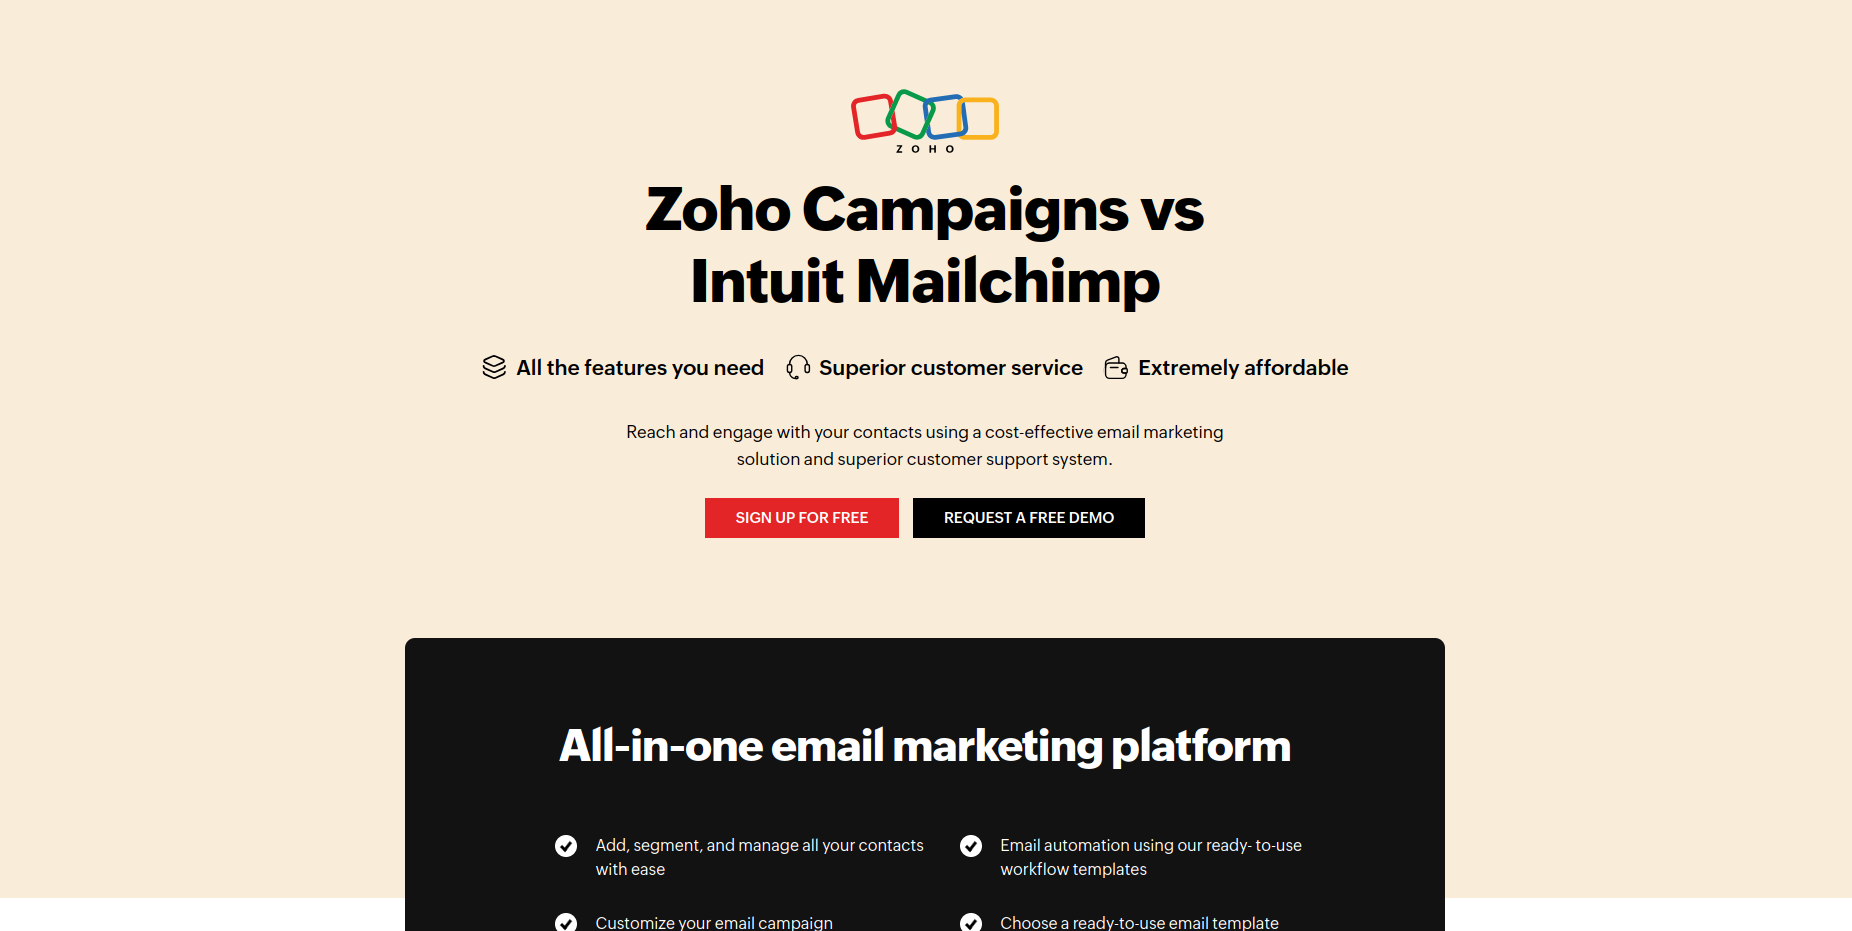 ZOHO
Zoho Campaigns vs
Intuit Mailchimp
All the features you need
Superior customer service
Extremely affordable
Reach and engage with your contacts using a cost-effective email marketing
solution and superior customer support system.
SIGN UP FOR FREE
REQUEST A FREE DEMO
All-in-one email marketing platform
Add, segment, and manage all your contacts
with ease
Email automation using our ready- to-use
workflow templates
Customize your email campaign
Choose a ready-to-use email template